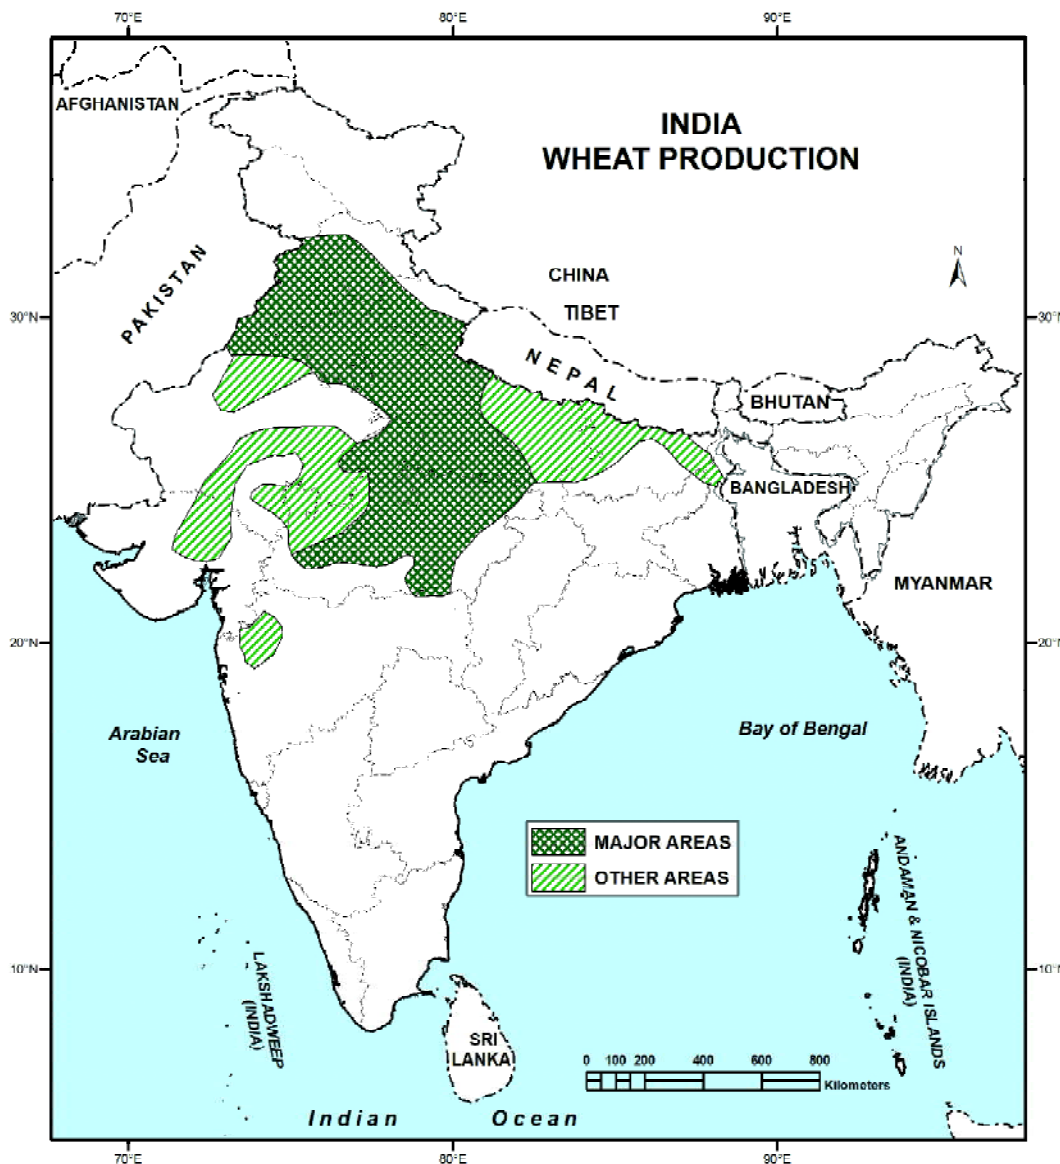 70°E 80°E 90°E
AFGHANISTAN
INDIA
WHEAT PRODUCTION
PAKISTAN
N
CHINA
TIBET
30°N 30°N
NEPAL
BHUTAN
BANGLADESH
MYANMAR
20°N 20°N
Arabian
Sea
Bay of Bengal
MAJOR AREAS
OTHER AREAS
ANDAMAN & NICOBAR ISLANDS
(INDIA)
10°N 10°N
LAKSHADWEEP
(INDIA)
SRI
LANKA
0 100 200 400 600 800
Kilometers
Indian Ocean
70°E 80°E 90°E